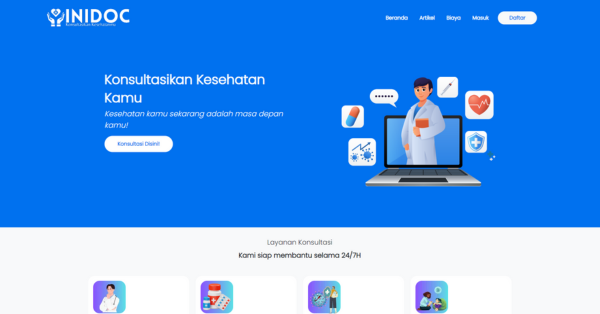 INIDOC
Beranda
Artikel
Biaya
Masuk
Daftar
Konsultasikan Kesehatan
Kamu
Kesehatan kamu sekarang adalah masa depan
kamu!
Konsultasi Disini!
Layanan Konsultasi
Kami siap membantu selama 24/7H